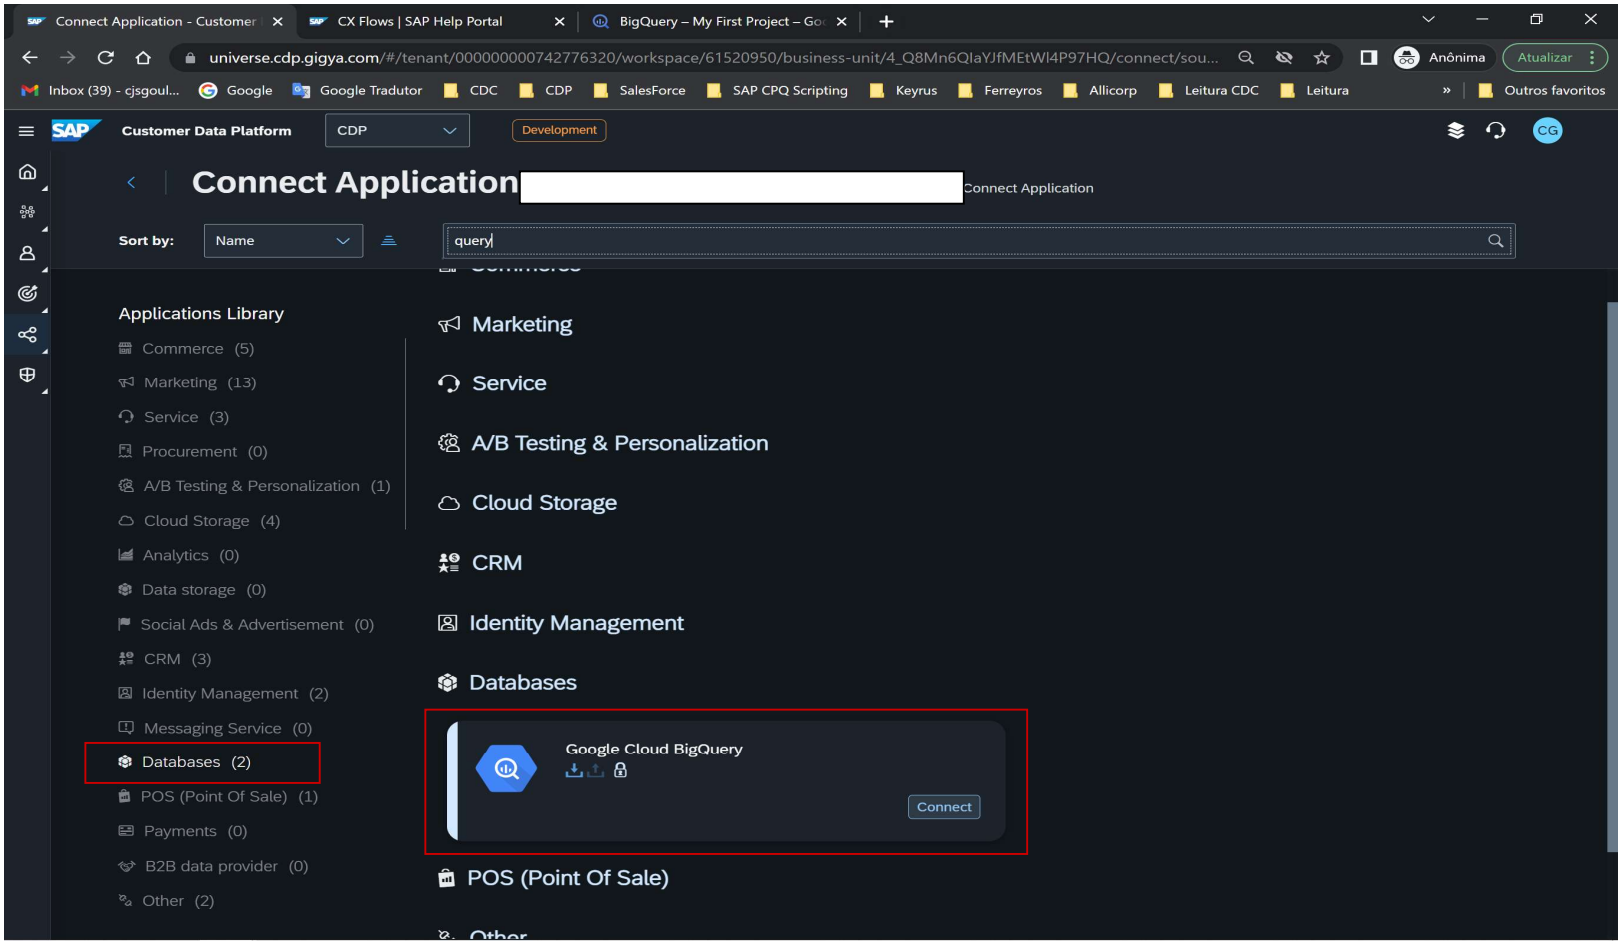 SAP Connect Application - Customer
SAP CX Flows | SAP Help Portal
BigQuery – My First Project – Goo
universe.cdp.gigya.com/#/tenant/000000000742776320/workspace/61520950/business-unit/4_Q8Mn6QIaYJfMEtWl4P97HQ/connect/sou...
Anônima
Atualizar
Inbox (39) - cjsgoul...
Google
Google Tradutor
CDC
CDP
SalesForce
SAP CPQ Scripting
Keyrus
Ferreyros
Allicorp
Leitura CDC
Leitura
»
Outros favoritos
SAP Customer Data Platform
CDP
Development
CG
Connect Application
Connect Application
Sort by:
Name
query
Applications Library
Commerce (5)
Marketing (13)
Service (3)
Procurement (0)
A/B Testing & Personalization (1)
Cloud Storage (4)
Analytics (0)
Data storage (0)
Social Ads & Advertisement (0)
CRM (3)
Identity Management (2)
Messaging Service (0)
Databases (2)
POS (Point Of Sale) (1)
Payments (0)
B2B data provider (0)
Other (2)
Commerce
Marketing
Service
A/B Testing & Personalization
Cloud Storage
CRM
Identity Management
Databases
Google Cloud BigQuery
Connect
POS (Point Of Sale)
Other